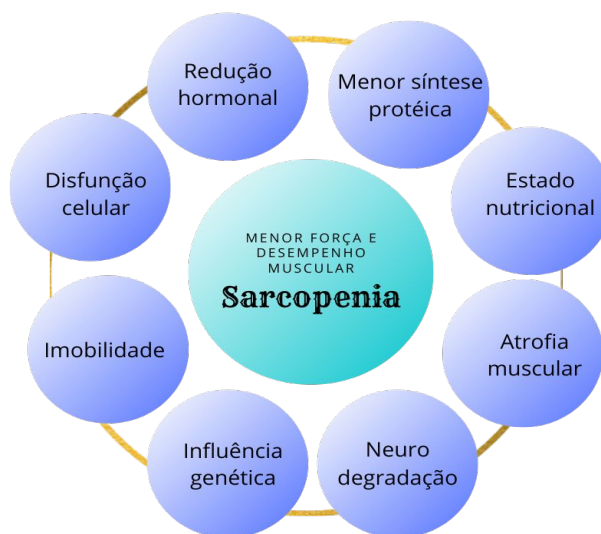 Redução
hormonal
Menor síntese
protéica
Estado
nutricional
Atrofia
muscular
Neuro
degradação
Influência
genética
Imobilidade
Disfunção
celular
MENOR FORÇA E
DESEMPENHO
MUSCULAR
Sarcopenia